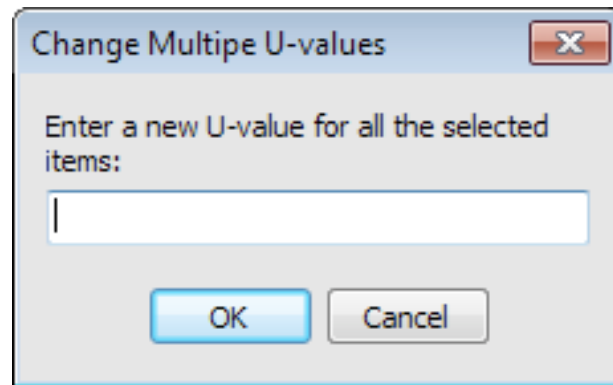 Change Multipe U-values
Enter a new U-value for all the selected
items:
OK
Cancel